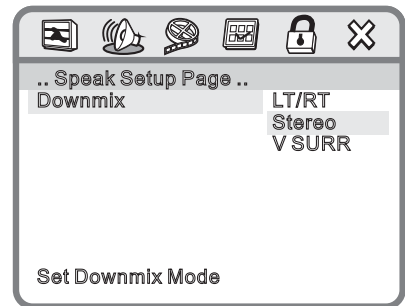 .. Speak Setup Page ..
Downmix
LT/RT
Stereo
V SURR
Set Downmix Mode